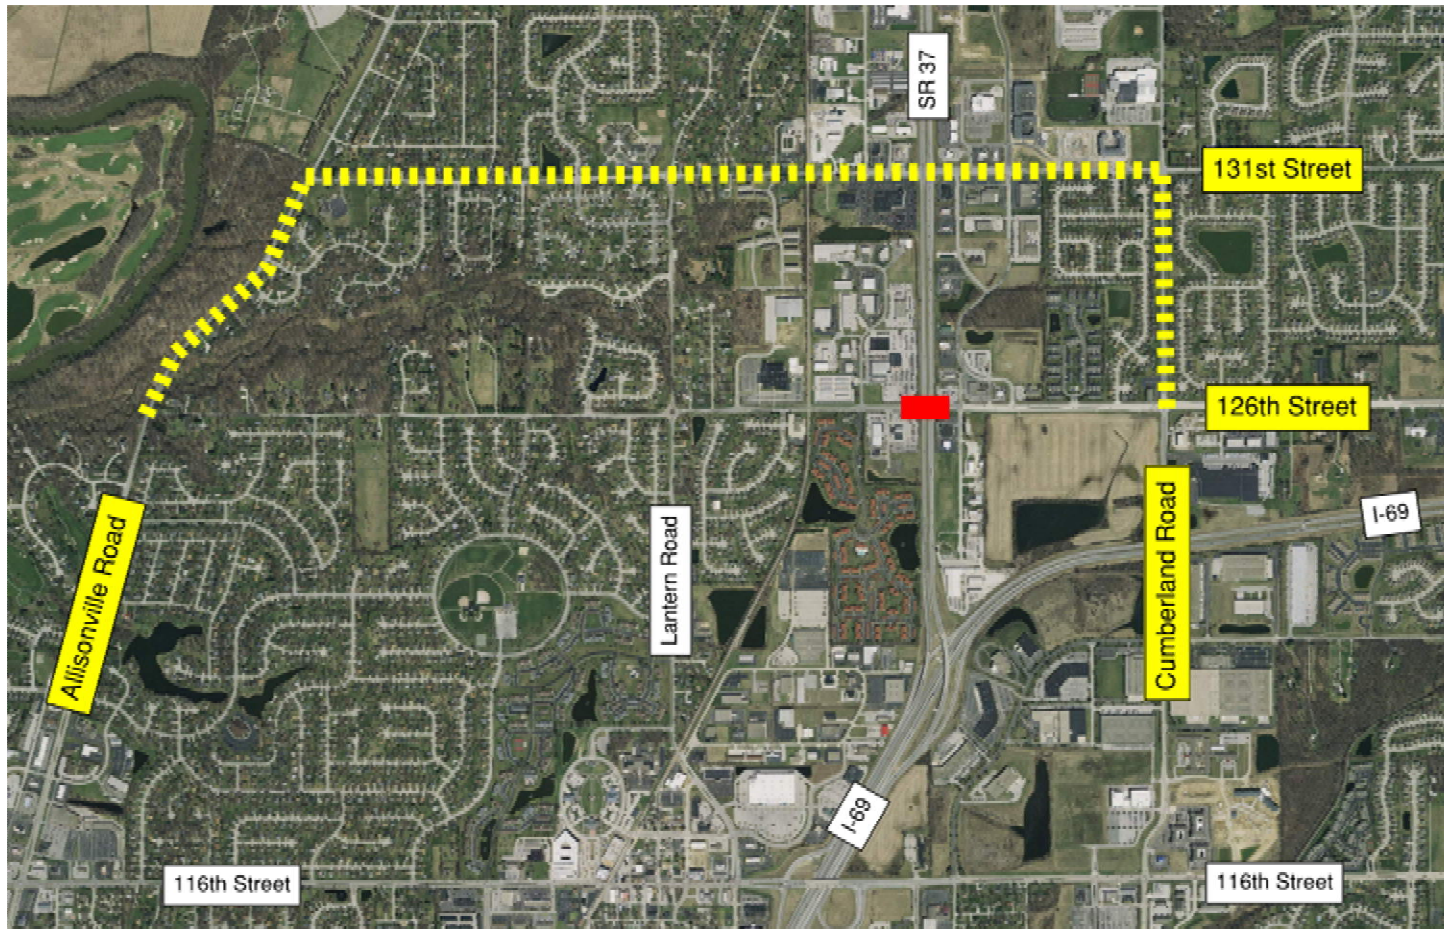 SR 37
131st Street
126th Street
I-69
Allisonville Road
Lantern Road
Cumberland Road
I-69
116th Street
116th Street